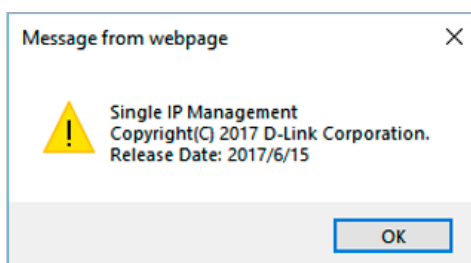 Message from webpage
Single IP Management
Copyright(C) 2017 D-Link Corporation.
Release Date: 2017/6/15
OK